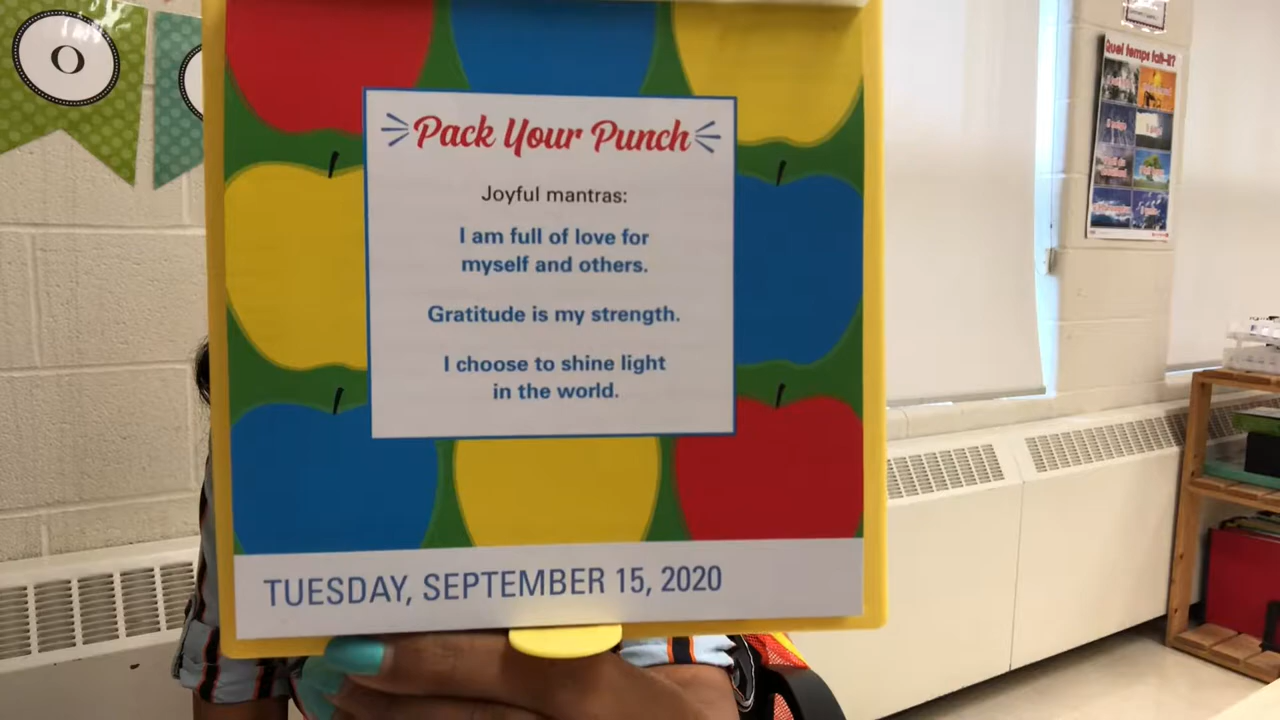 O
Quel temps fait-il?
Pack Your Punch
Joyful mantras:
I am full of love for
myself and others.
Gratitude is my strength.
I choose to shine light
in the world.
TUESDAY, SEPTEMBER 15, 2020